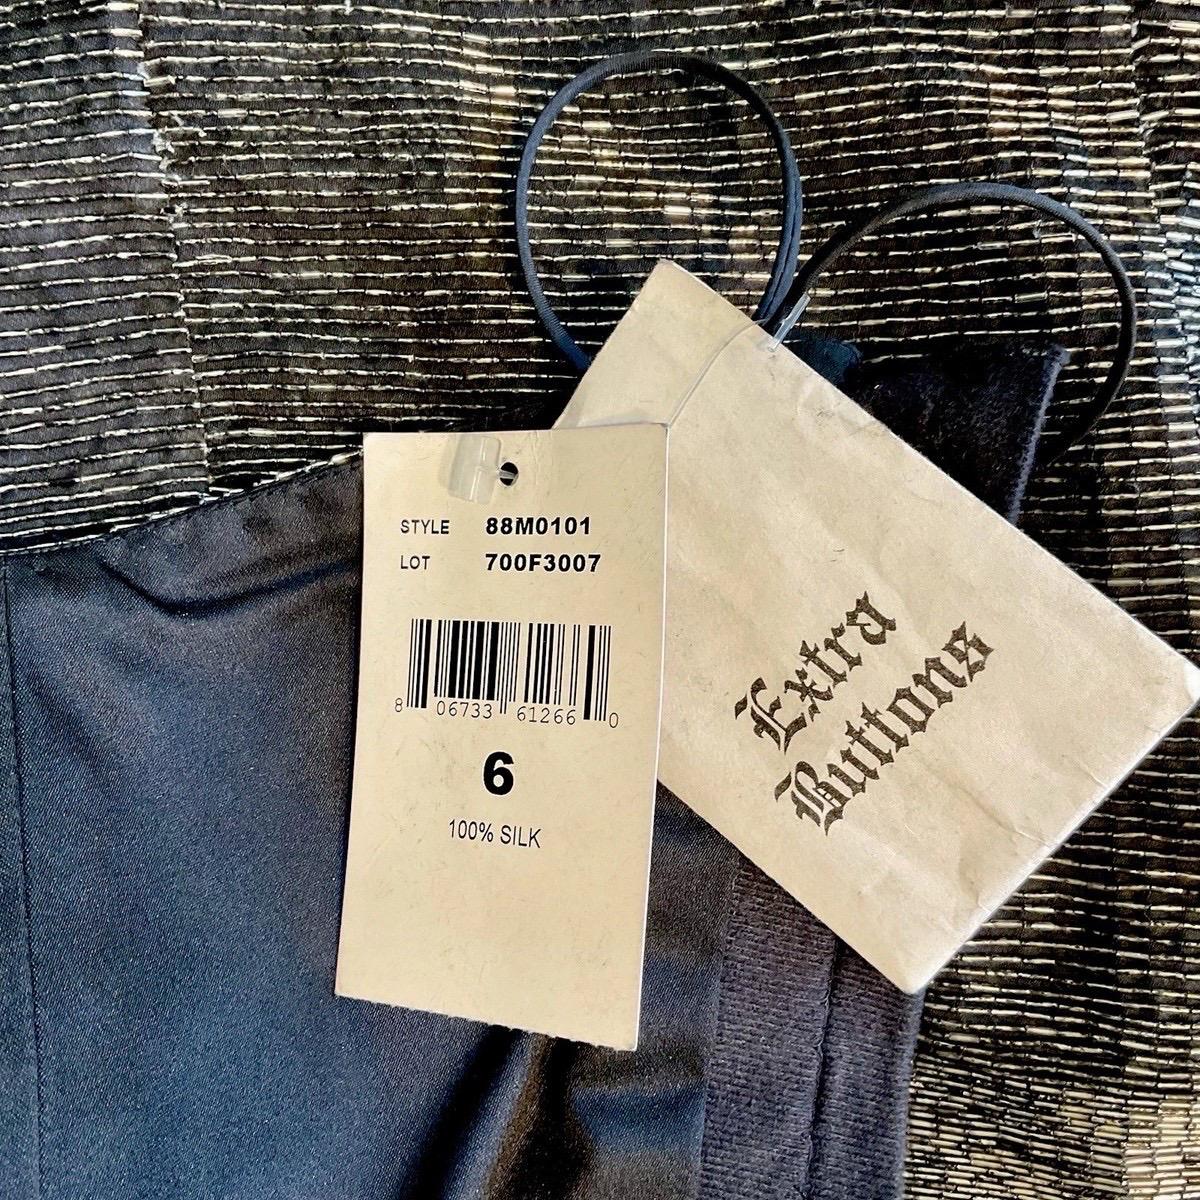 STYLE 88M0101
LOT 700F3007
8 06733 61266 0
6
100% SILK
Extra
Buttons